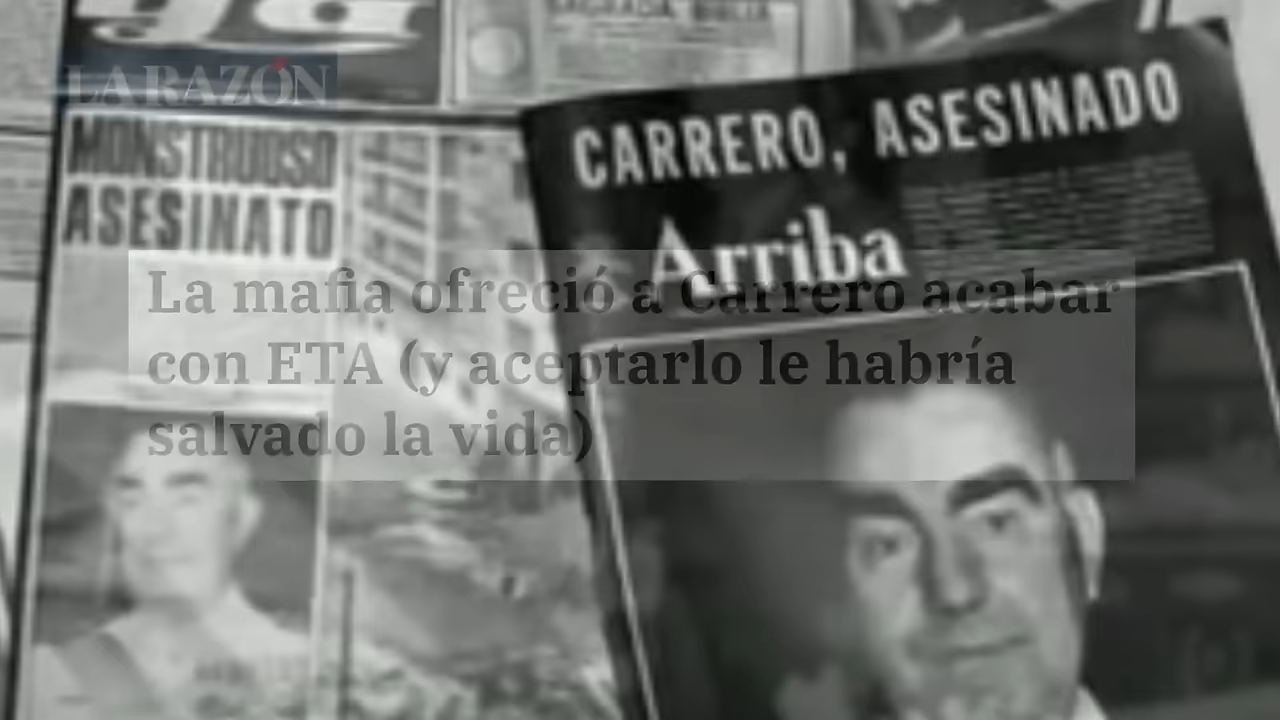 ya
LA RAZÓN
MONSTRUOSO
ASESINATO
CARRERO, ASESINADO
Arriba
La mafia ofreció a Carrero acabar
con ETA (y aceptarlo le habría
salvado la vida)